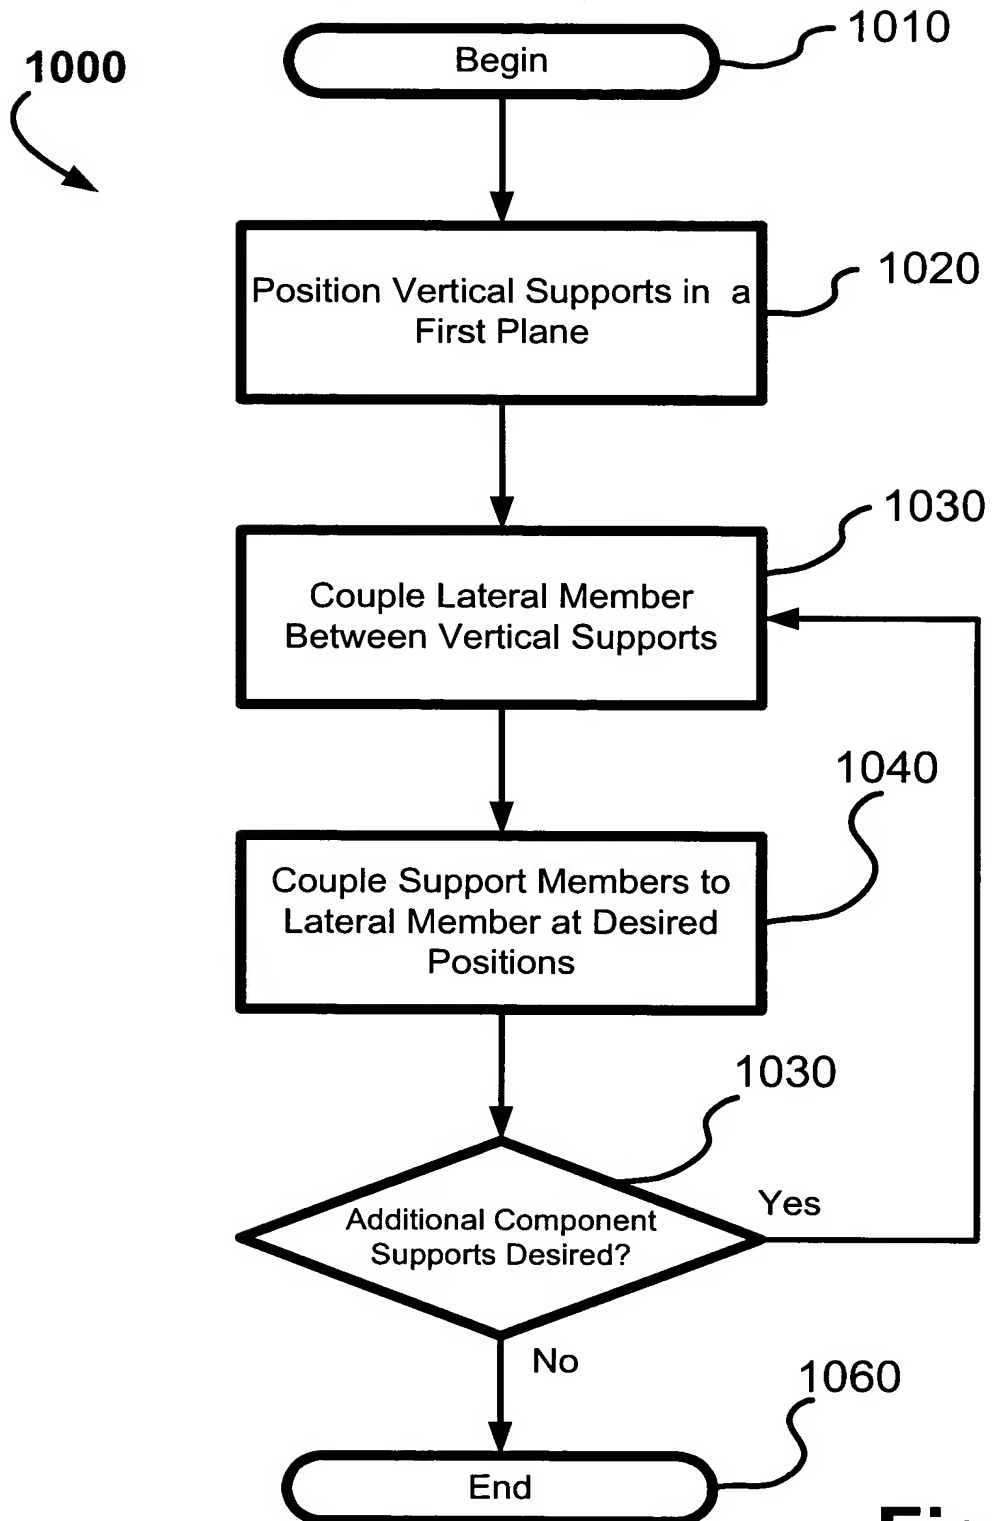 1000
1010
Begin
1020
Position Vertical Supports in a
First Plane
1030
Couple Lateral Member
Between Vertical Supports
1040
Couple Support Members to
Lateral Member at Desired
Positions
1030
Additional Component
Supports Desired?
Yes
No
1060
End